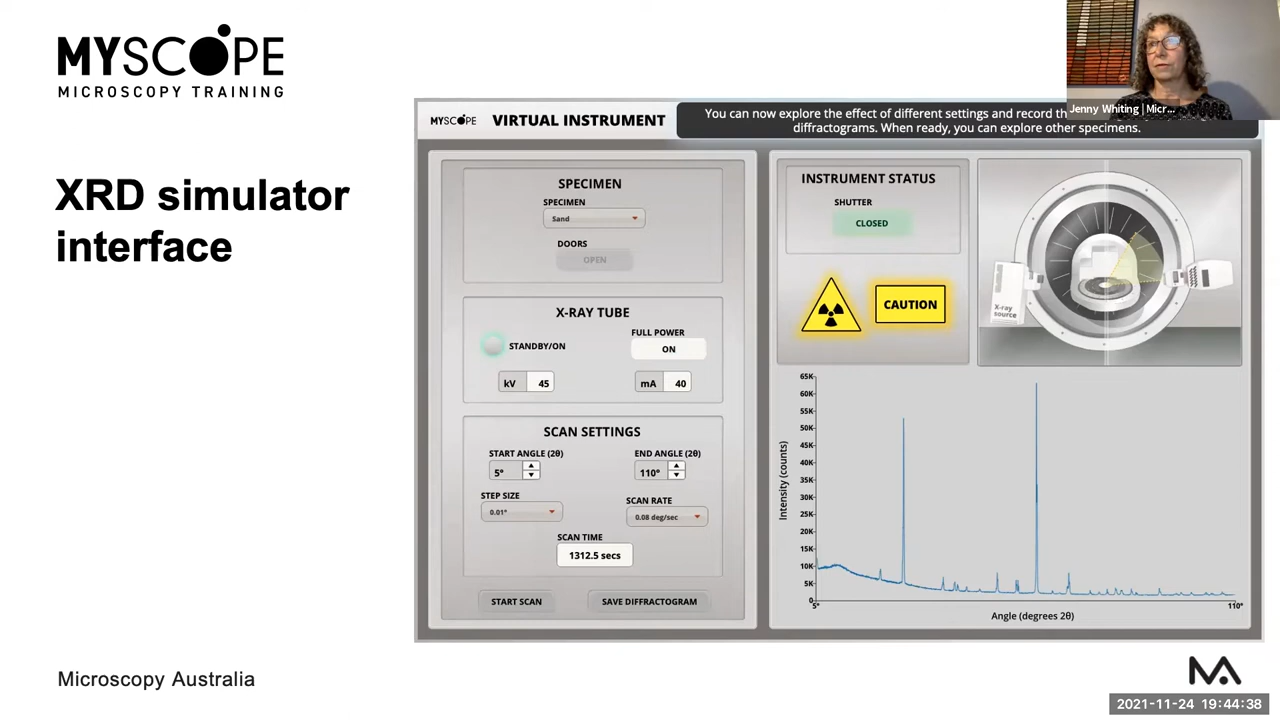 MYSCOPE
MICROSCOPY TRAINING
XRD simulator
interface
Jenny Whiting | Micr...
MYSCOPE
VIRTUAL INSTRUMENT
You can now explore the effect of different settings and record th
diffractograms. When ready, you can explore other specimens.
SPECIMEN
SPECIMEN
Sand
DOORS
OPEN
X-RAY TUBE
STANDBY/ON
FULL POWER
ON
kV 45
mA 40
SCAN SETTINGS
START ANGLE (2θ)
END ANGLE (2θ)
5°
110°
STEP SIZE
SCAN RATE
0.01°
0.08 deg/sec
SCAN TIME
1312.5 secs
START SCAN
SAVE DIFFRACTOGRAM
INSTRUMENT STATUS
SHUTTER
CLOSED
CAUTION
X-ray
source
65K
60K
55K
50K
45K
40K
35K
30K
25K
20K
15K
10K
5K
0
Intensity (counts)
5°
110°
Angle (degrees 2θ)
Microscopy Australia
MA
2021-11-24 19:44:38